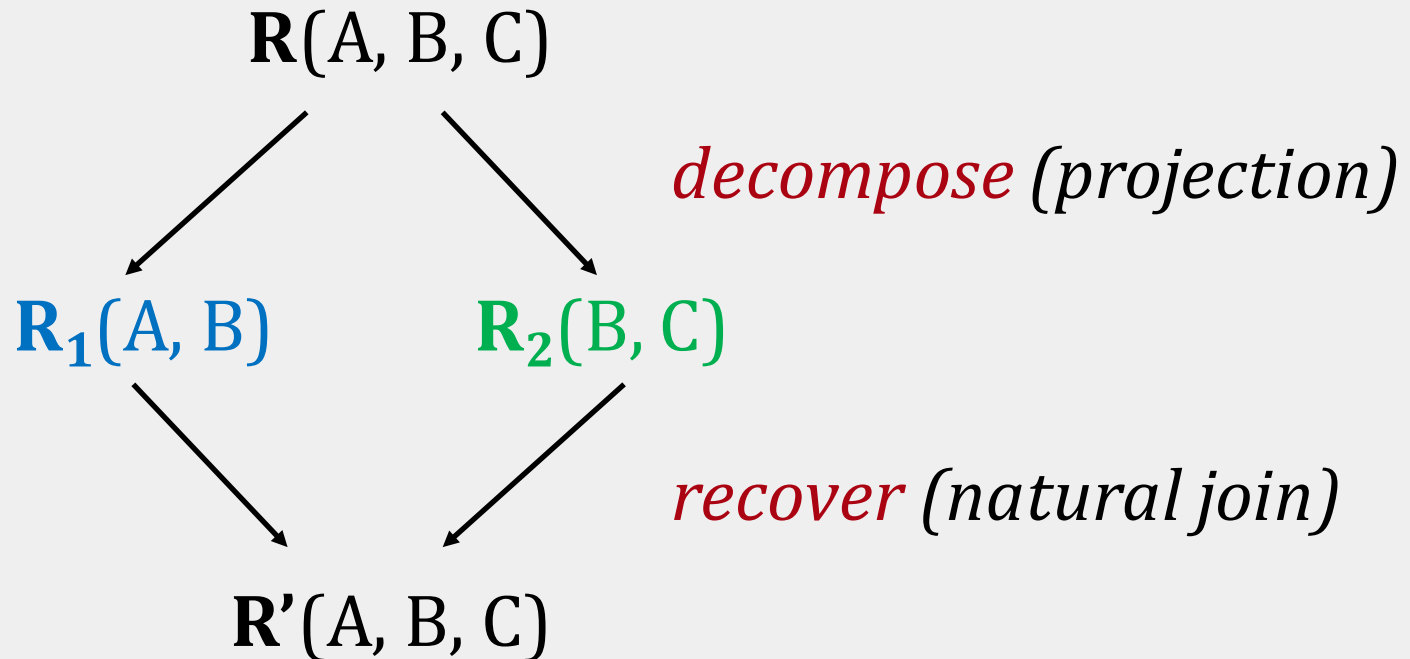 R(A, B, C)
decompose (projection)
R₁(A, B)
R₂(B, C)
recover (natural join)
R’(A, B, C)